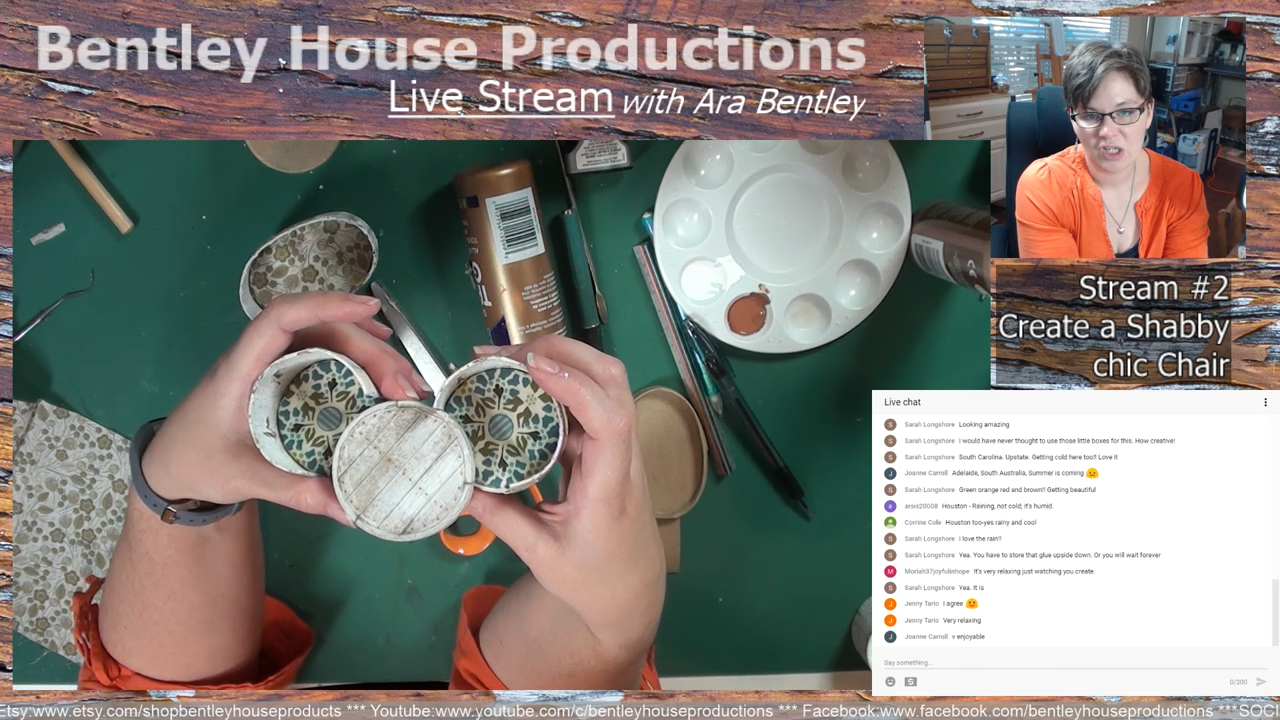 Bentley House Productions
Live Stream with Ara Bentley
Stream #2
Create a Shabby
chic Chair
Live chat
S Sarah Longshore Looking amazing
S Sarah Longshore I would have never thought to use those little boxes for this. How creative!
S Sarah Longshore South Carolina. Upstate. Getting cold here too!! Love it
J Joanne Carroll Adelaide, South Australia, Summer is coming
S Sarah Longshore Green orange red and brown!! Getting beautiful
a arsis20008 Houston - Raining, not cold; it's humid.
Corrine Cole Houston too-yes rainy and cool
S Sarah Longshore I love the rain!!
S Sarah Longshore Yea. You have to store that glue upside down. Or you will wait forever
M Moriah37joyfulinhope It's very relaxing just watching you create.
S Sarah Longshore Yea. It is
J Jenny Tario I agree
J Jenny Tario Very relaxing
J Joanne Carroll v enjoyable
Say something...
0/200
Etsy:www.etsy.com/shopbentleyhouseproducts *** Youtube:www.youtube.com/c/bentleyhouseproductions *** Facebook:www.facebook.com/bentleyhouseproductions ***SOCI